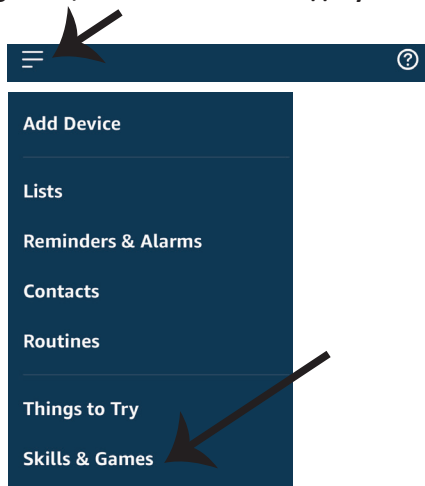 ?
Add Device
Lists
Reminders & Alarms
Contacts
Routines
Things to Try
Skills & Games